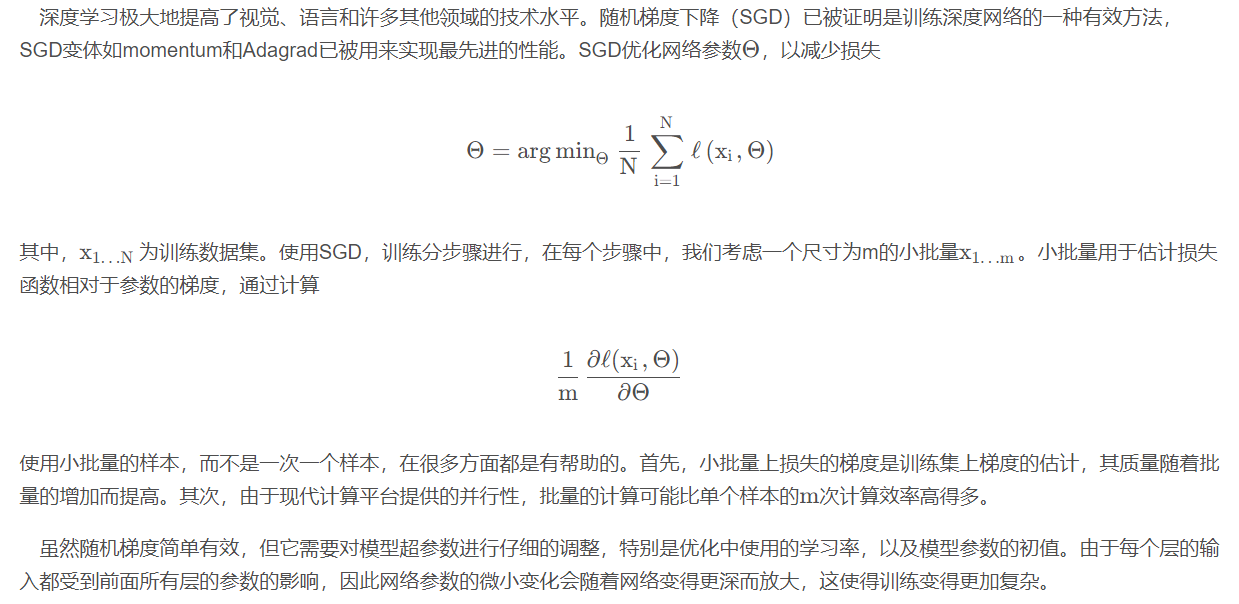 深度学习极大地提高了视觉、语言和许多其他领域的技术水平。随机梯度下降（SGD）已被证明是训练深度网络的一种有效方法，
SGD变体如momentum和Adagrad已被用来实现最先进的性能。SGD优化网络参数Θ，以减少损失
Θ = arg min_Θ \frac{1}{N} \sum_{i=1}^{N} ℓ (x_i, Θ)
其中，x_{1…N} 为训练数据集。使用SGD，训练分步骤进行，在每个步骤中，我们考虑一个尺寸为m的小批量x_{1…m}。小批量用于估计损失
函数相对于参数的梯度，通过计算
\frac{1}{m} \frac{∂ℓ(x_i, Θ)}{∂Θ}
使用小批量的样本，而不是一次一个样本，在很多方面都是有帮助的。首先，小批量上损失的梯度是训练集上梯度的估计，其质量随着批
量的增加而提高。其次，由于现代计算平台提供的并行性，批量的计算可能比单个样本的m次计算效率高得多。
虽然随机梯度简单有效，但它需要对模型超参数进行仔细的调整，特别是优化中使用的学习率，以及模型参数的初值。由于每个层的输
入都受到前面所有层的参数的影响，因此网络参数的微小变化会随着网络变得更深而放大，这使得训练变得更加复杂。